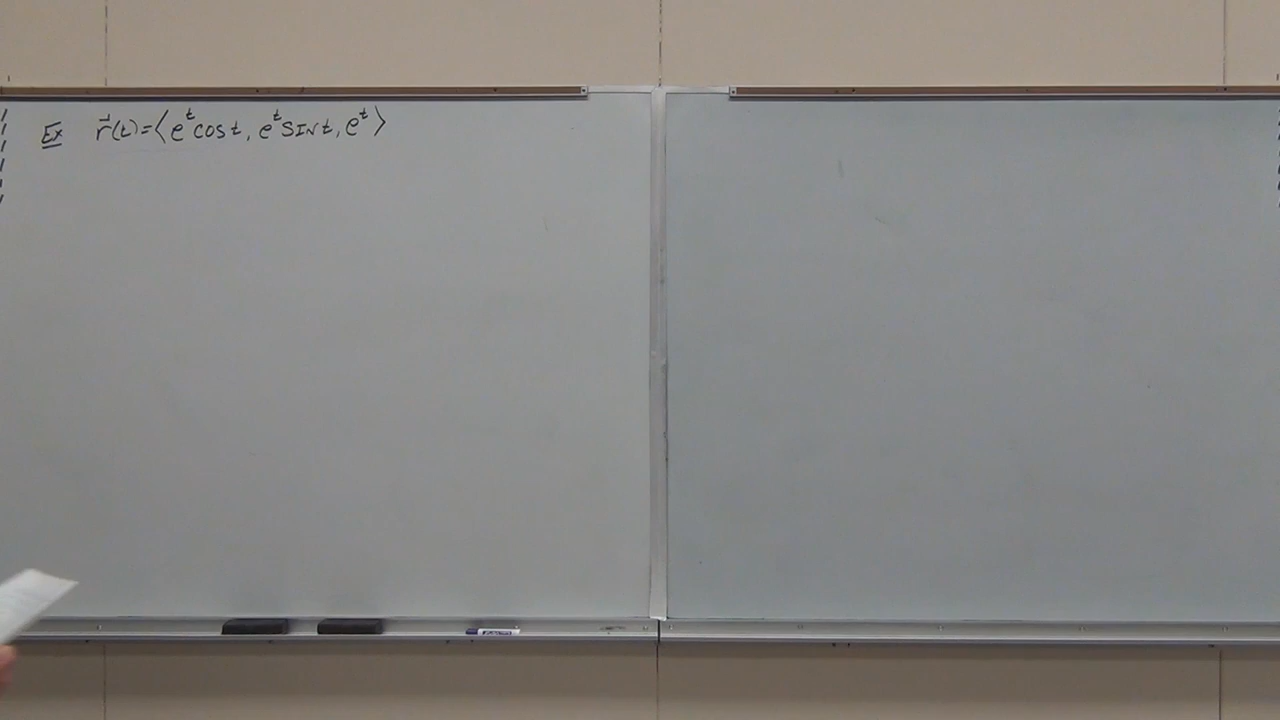 Ex r⃗(t)=⟨e^t cos t, e^t sin t, e^t⟩